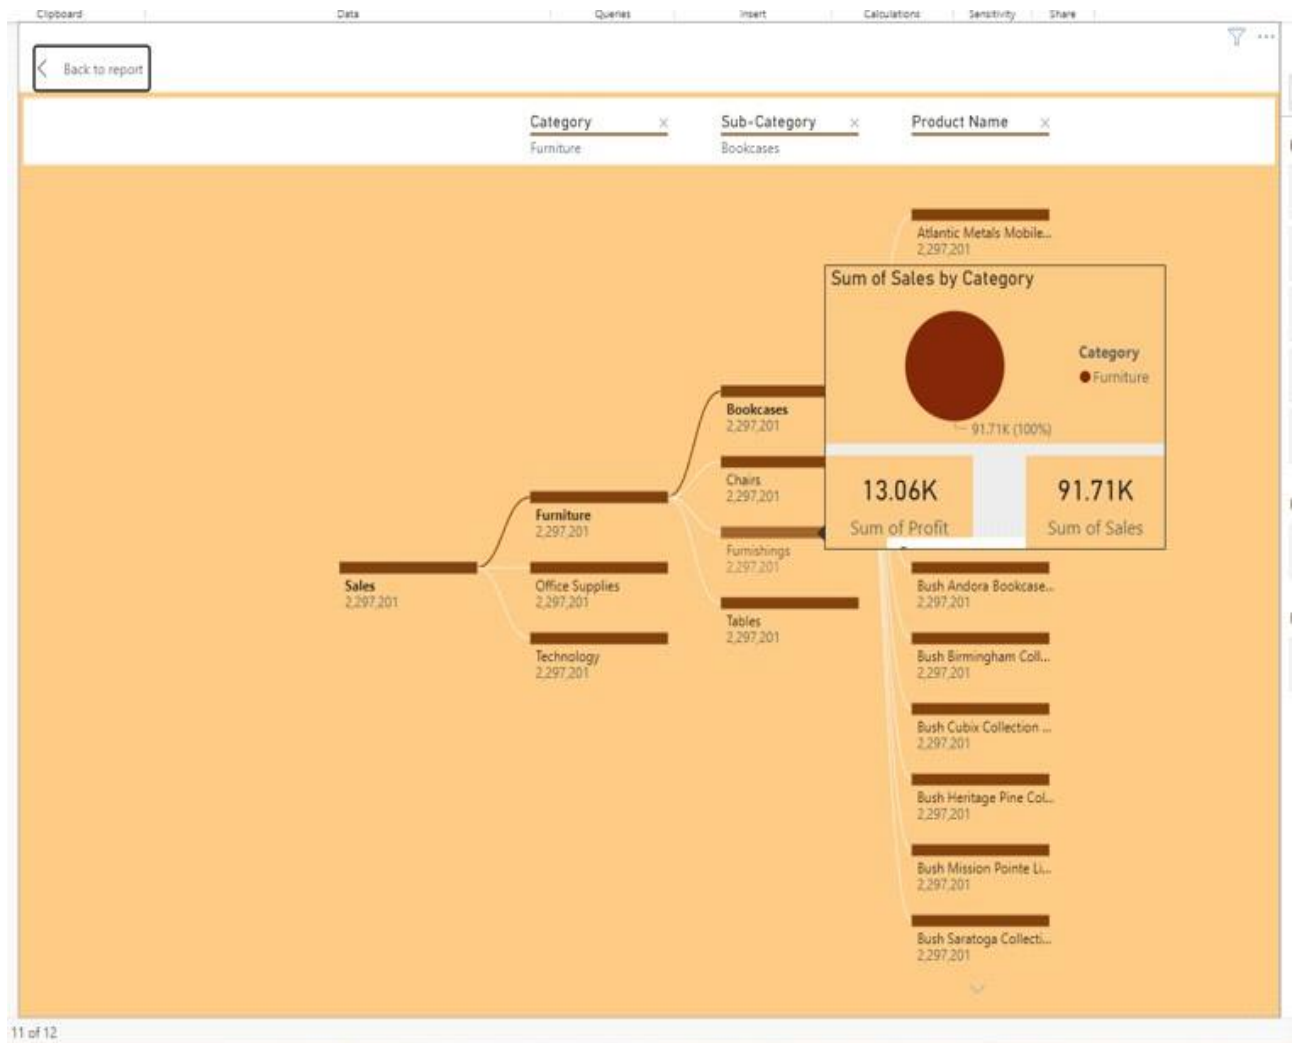 Clipboard
Data
Queries
Insert
Calculations
Sensitivity
Share
Back to report
Category
Furniture
Sub-Category
Bookcases
Product Name
Atlantic Metals Mobile...
2,297,201
Sum of Sales by Category
Category
Furniture
91.71K (100%)
13.06K
Sum of Profit
91.71K
Sum of Sales
Sales
2,297,201
Furniture
2,297,201
Office Supplies
2,297,201
Technology
2,297,201
Bookcases
2,297,201
Chairs
2,297,201
Furnishings
2,297,201
Tables
2,297,201
Bush Andora Bookcase...
2,297,201
Bush Birmingham Coll...
2,297,201
Bush Cubix Collection ...
2,297,201
Bush Heritage Pine Col...
2,297,201
Bush Mission Pointe Li...
2,297,201
Bush Saratoga Collecti...
2,297,201
11 of 12